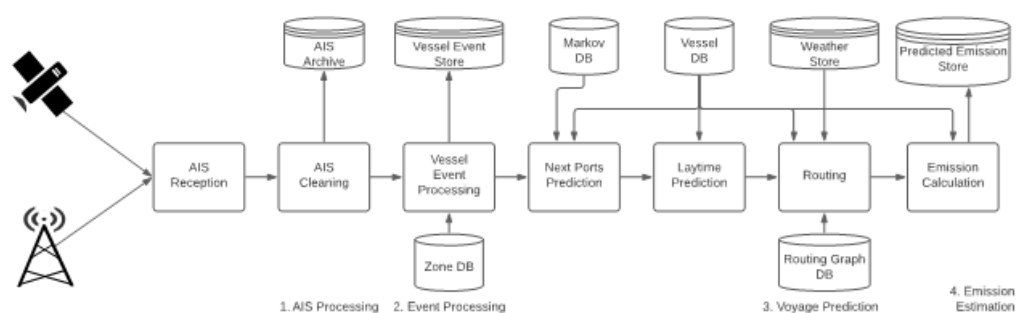 AIS
Archive
Vessel Event
Store
Markov
DB
Vessel
DB
Weather
Store
Predicted Emission
Store
AIS
Reception
AIS
Cleaning
Vessel
Event
Processing
Next Ports
Prediction
Laytime
Prediction
Routing
Emission
Calculation
Zone DB
Routing Graph
DB
1. AIS Processing
2. Event Processing
3. Voyage Prediction
4. Emission
Estimation